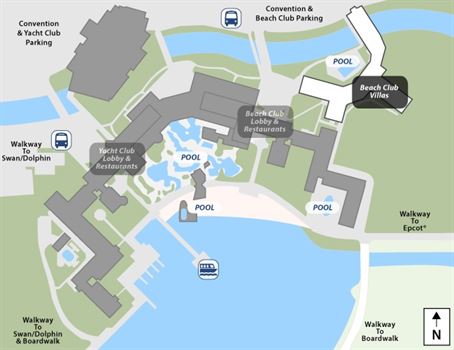 Convention &
Beach Club Parking
Convention
& Yacht Club
Parking
POOL
Beach Club
Villas
Beach Club
Lobby &
Restaurants
Walkway
To
Swan/Dolphin
Yacht Club
Lobby &
Restaurants
POOL
POOL
POOL
Walkway
To
Epcot®
Walkway
To
Swan/Dolphin
& Boardwalk
Walkway
To
Boardwalk
N